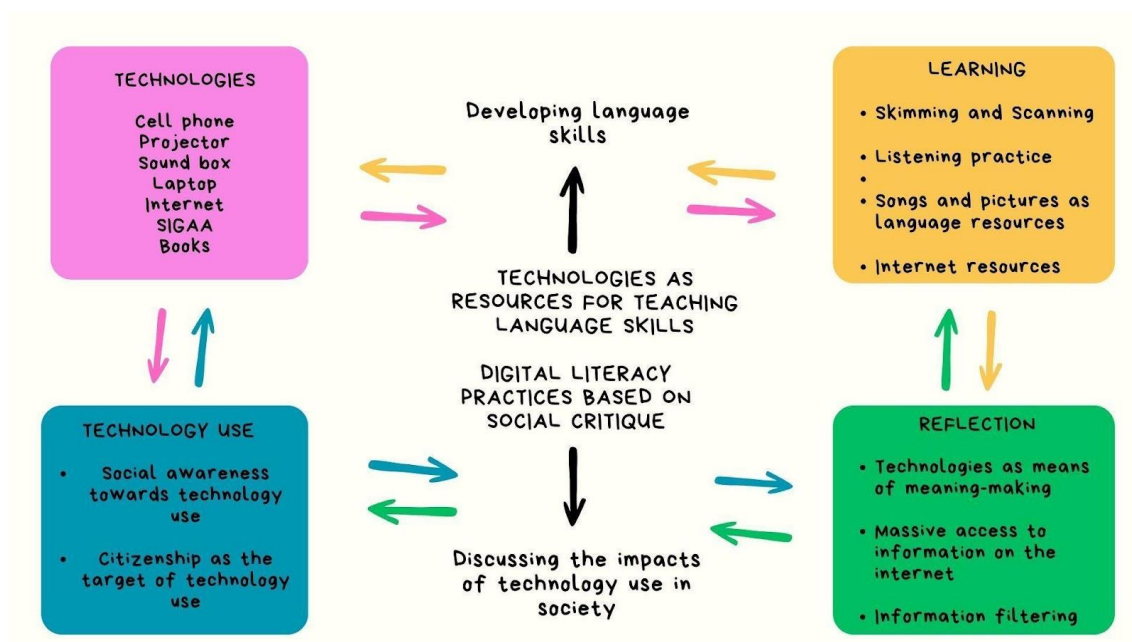 TECHNOLOGIES
Cell phone
Projector
Sound box
Laptop
Internet
SIGAA
Books
Developing language
skills
LEARNING
• Skimming and Scanning
• Listening practice
•
• Songs and pictures as
language resources
• Internet resources
TECHNOLOGIES AS
RESOURCES FOR TEACHING
LANGUAGE SKILLS
DIGITAL LITERACY
PRACTICES BASED ON
SOCIAL CRITIQUE
TECHNOLOGY USE
• Social awareness
towards technology
use
• Citizenship as the
target of technology
use
Discussing the impacts
of technology use in
society
REFLECTION
• Technologies as means
of meaning-making
• Massive access to
information on the
internet
• Information filtering